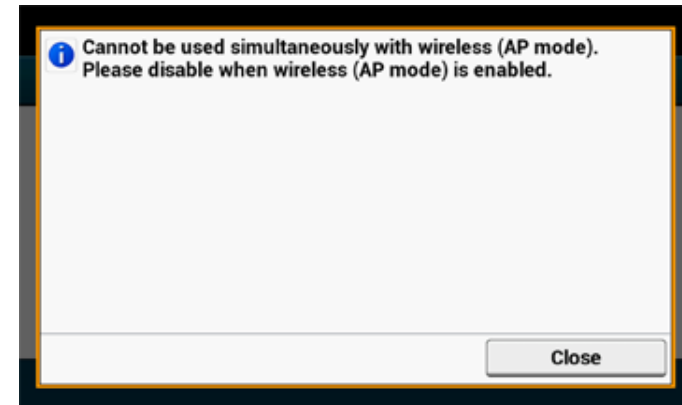 Cannot be used simultaneously with wireless (AP mode).
Please disable when wireless (AP mode) is enabled.
Close